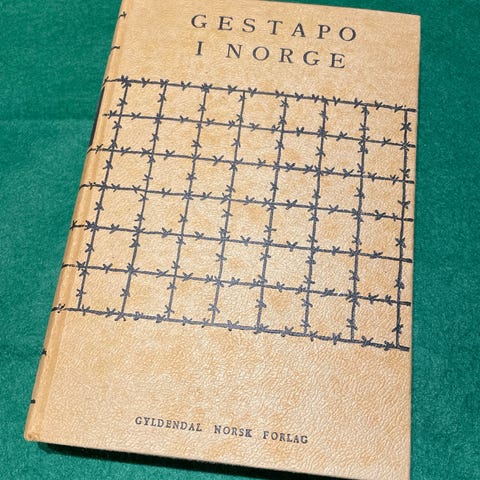 GESTAPO
I NORGE
GYLDENDAL NORSK FORLAG